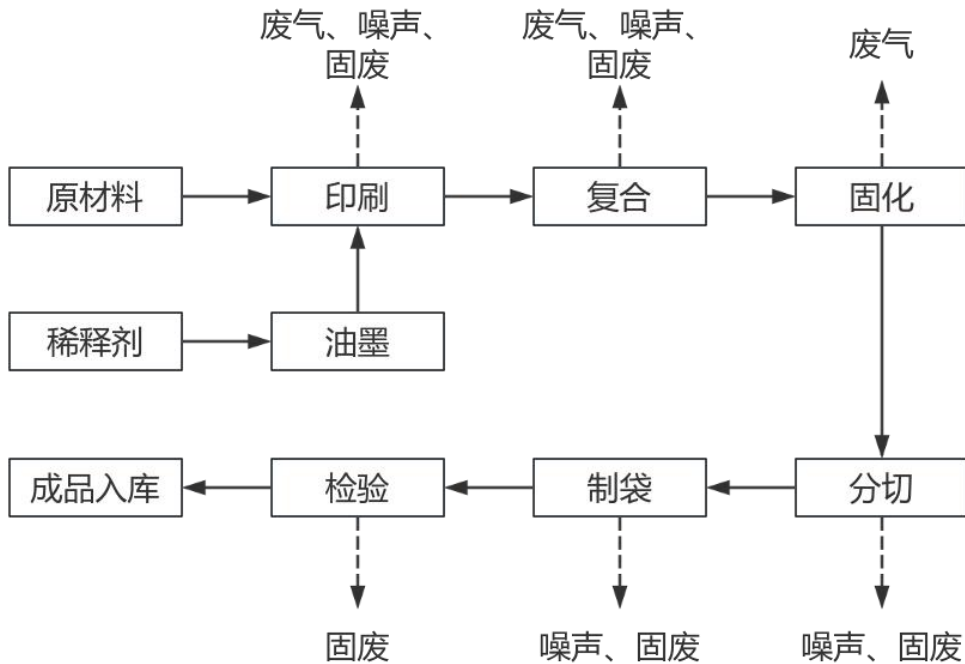 废气、噪声、
固废
废气、噪声、
固废
废气
原材料
印刷
复合
固化
稀释剂
油墨
成品入库
检验
制袋
分切
固废
噪声、固废
噪声、固废